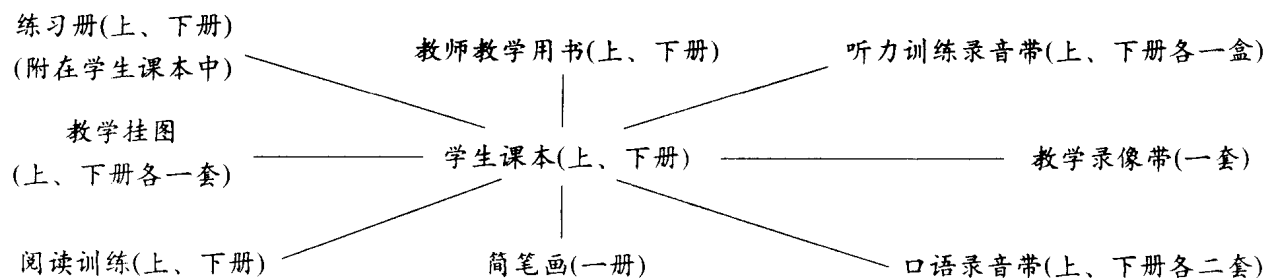 练习册(上、下册)
(附在学生课本中)
教师教学用书(上、下册)
听力训练录音带(上、下册各一盒)
教学挂图
(上、下册各一套)
学生课本(上、下册)
教学录像带(一套)
阅读训练(上、下册)
简笔画(一册)
口语录音带(上、下册各二套)